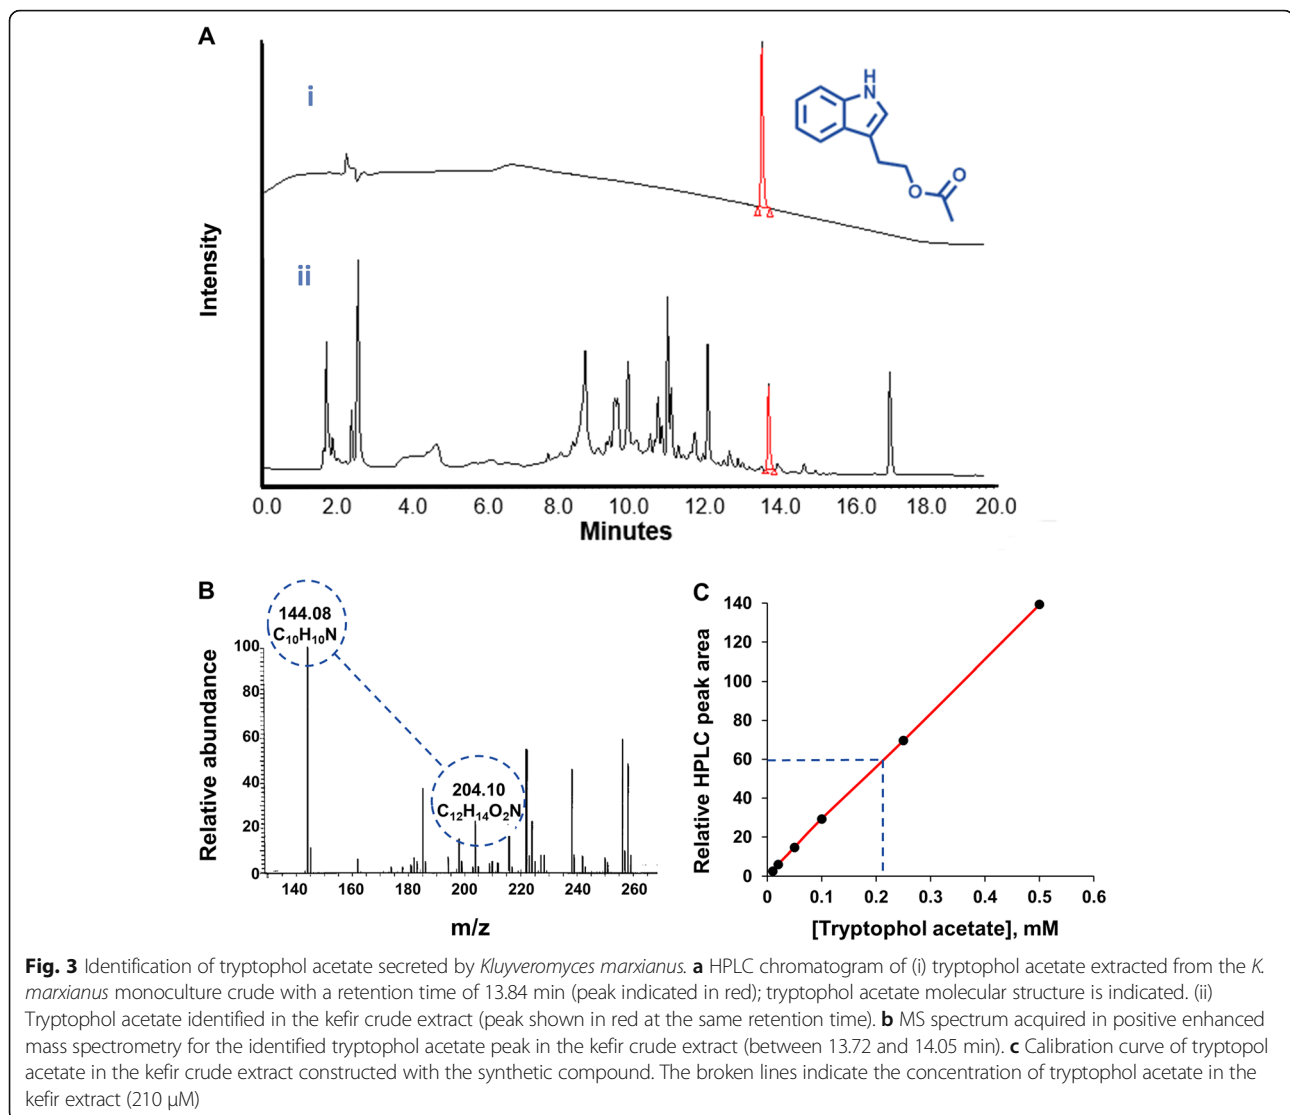 A
i
H
N
O
O
Intensity
ii
0.0 2.0 4.0 6.0 8.0 10.0 12.0 14.0 16.0 18.0 20.0
Minutes
B
144.08
C₁₀H₁₀N
100
80
60
40
20
0
Relative abundance
204.10
C₁₂H₁₄O₂N
140 160 180 200 220 240 260
m/z
C
140
120
100
80
60
40
20
0
Relative HPLC peak area
0 0.1 0.2 0.3 0.4 0.5 0.6
[Tryptophol acetate], mM
Fig. 3 Identification of tryptophol acetate secreted by Kluyveromyces marxianus. a HPLC chromatogram of (i) tryptophol acetate extracted from the K.
marxianus monoculture crude with a retention time of 13.84 min (peak indicated in red); tryptophol acetate molecular structure is indicated. (ii)
Tryptophol acetate identified in the kefir crude extract (peak shown in red at the same retention time). b MS spectrum acquired in positive enhanced
mass spectrometry for the identified tryptophol acetate peak in the kefir crude extract (between 13.72 and 14.05 min). c Calibration curve of tryptopol
acetate in the kefir crude extract constructed with the synthetic compound. The broken lines indicate the concentration of tryptophol acetate in the
kefir extract (210 μM)